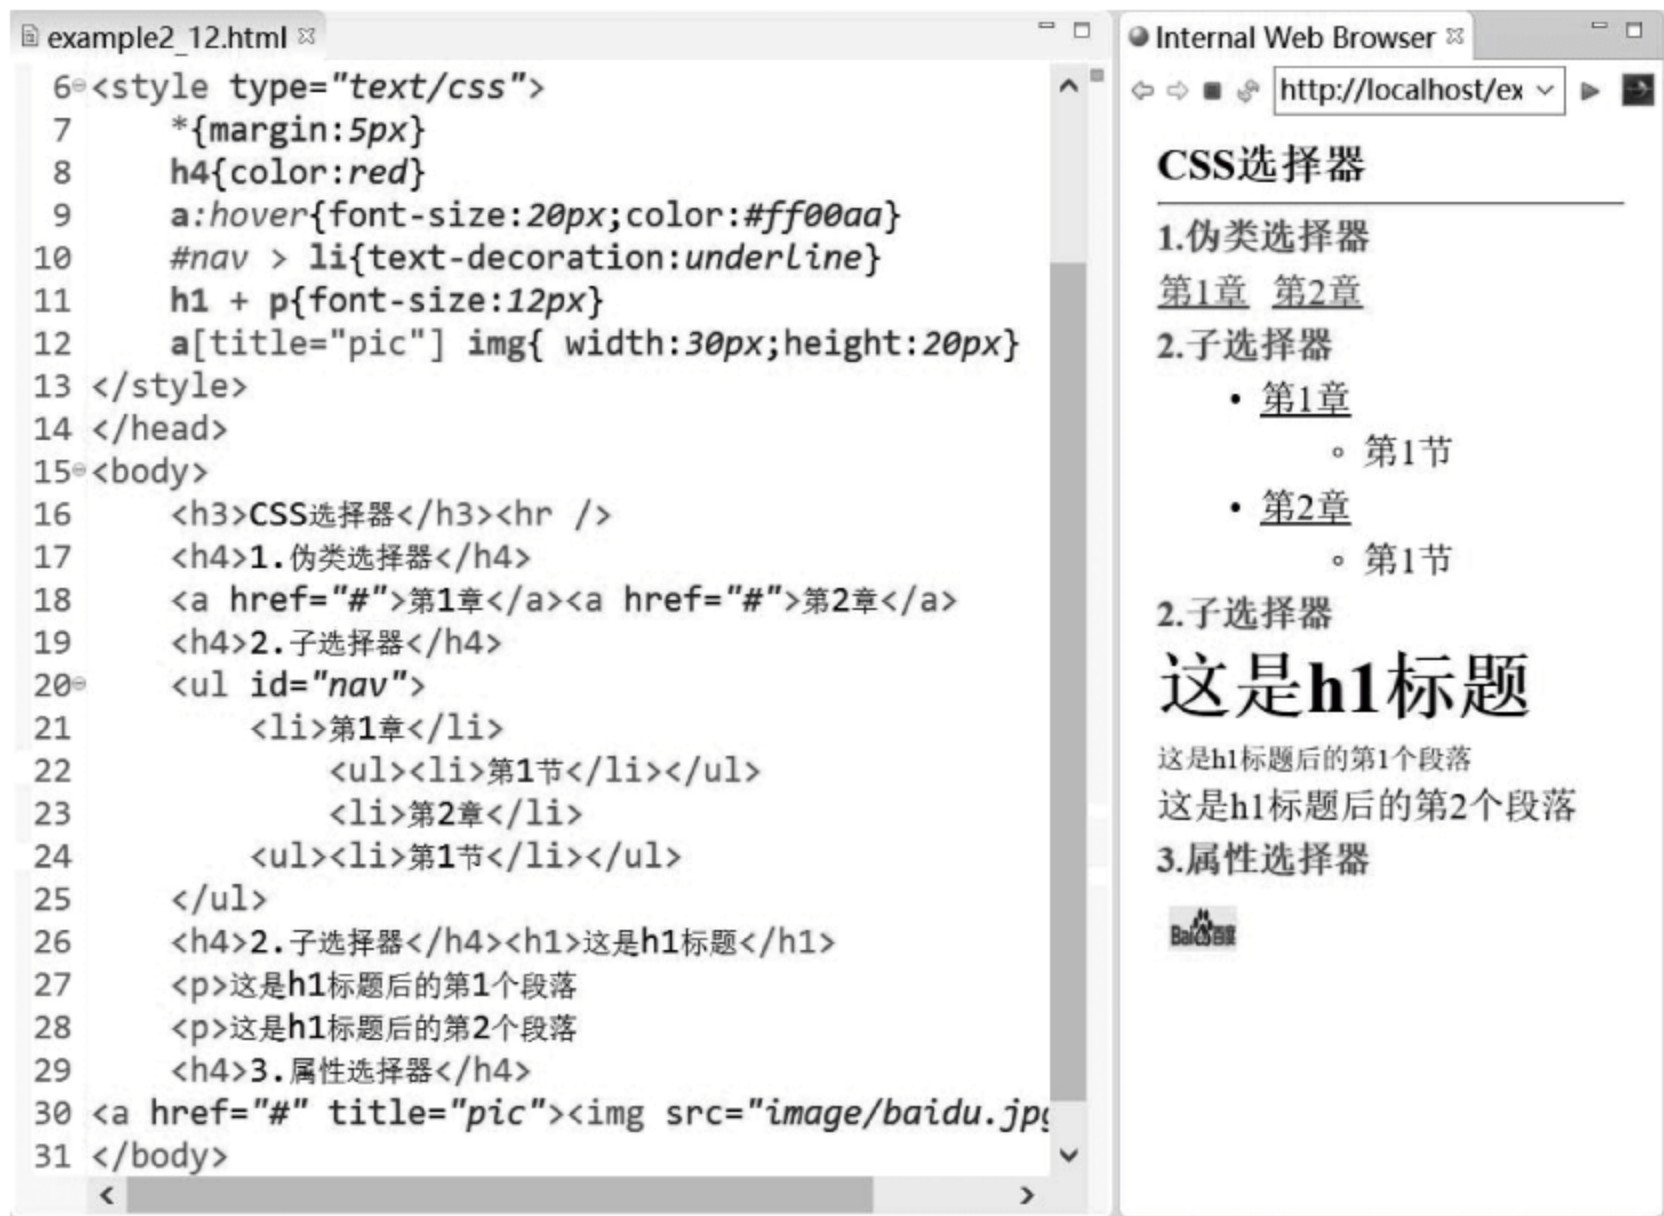 example2_12.html
6 <style type="text/css">
7 *{margin:5px}
8 h4{color:red}
9 a:hover{font-size:20px;color:#ff00aa}
10 #nav > li{text-decoration:underline}
11 h1 + p{font-size:12px}
12 a[title="pic"] img{ width:30px;height:20px}
13 </style>
14 </head>
15 <body>
16 <h3>CSS选择器</h3><hr />
17 <h4>1.伪类选择器</h4>
18 <a href="#">第1章</a><a href="#">第2章</a>
19 <h4>2.子选择器</h4>
20 <ul id="nav">
21 <li>第1章</li>
22 <ul><li>第1节</li></ul>
23 <li>第2章</li>
24 <ul><li>第1节</li></ul>
25 </ul>
26 <h4>2.子选择器</h4><h1>这是h1标题</h1>
27 <p>这是h1标题后的第1个段落
28 <p>这是h1标题后的第2个段落
29 <h4>3.属性选择器</h4>
30 <a href="#" title="pic"><img src="image/baidu.jpg
31 </body>
Internal Web Browser
http://localhost/ex
CSS选择器
1.伪类选择器
第1章 第2章
2.子选择器
• 第1章
◦ 第1节
• 第2章
◦ 第1节
2.子选择器
这是h1标题
这是h1标题后的第1个段落
这是h1标题后的第2个段落
3.属性选择器
Bai百度